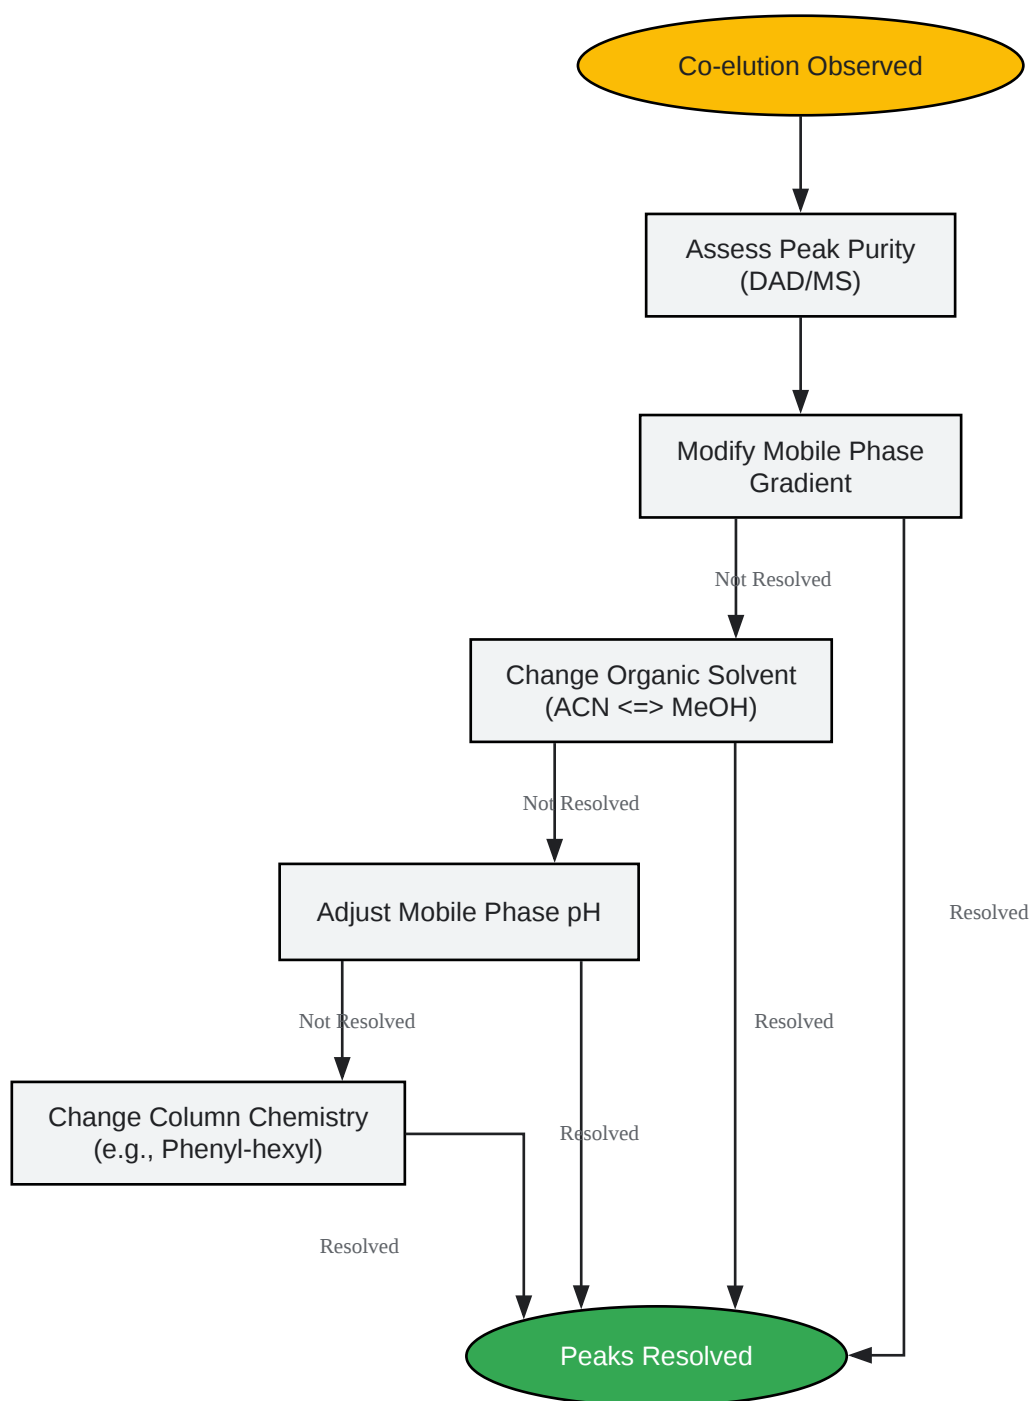 Co-elution Observed
Assess Peak Purity
(DAD/MS)
Modify Mobile Phase
Gradient
Not Resolved
Change Organic Solvent
(ACN <=> MeOH)
Not Resolved
Adjust Mobile Phase pH
Resolved
Not Resolved
Resolved
Change Column Chemistry
(e.g., Phenyl-hexyl)
Resolved
Resolved
Peaks Resolved